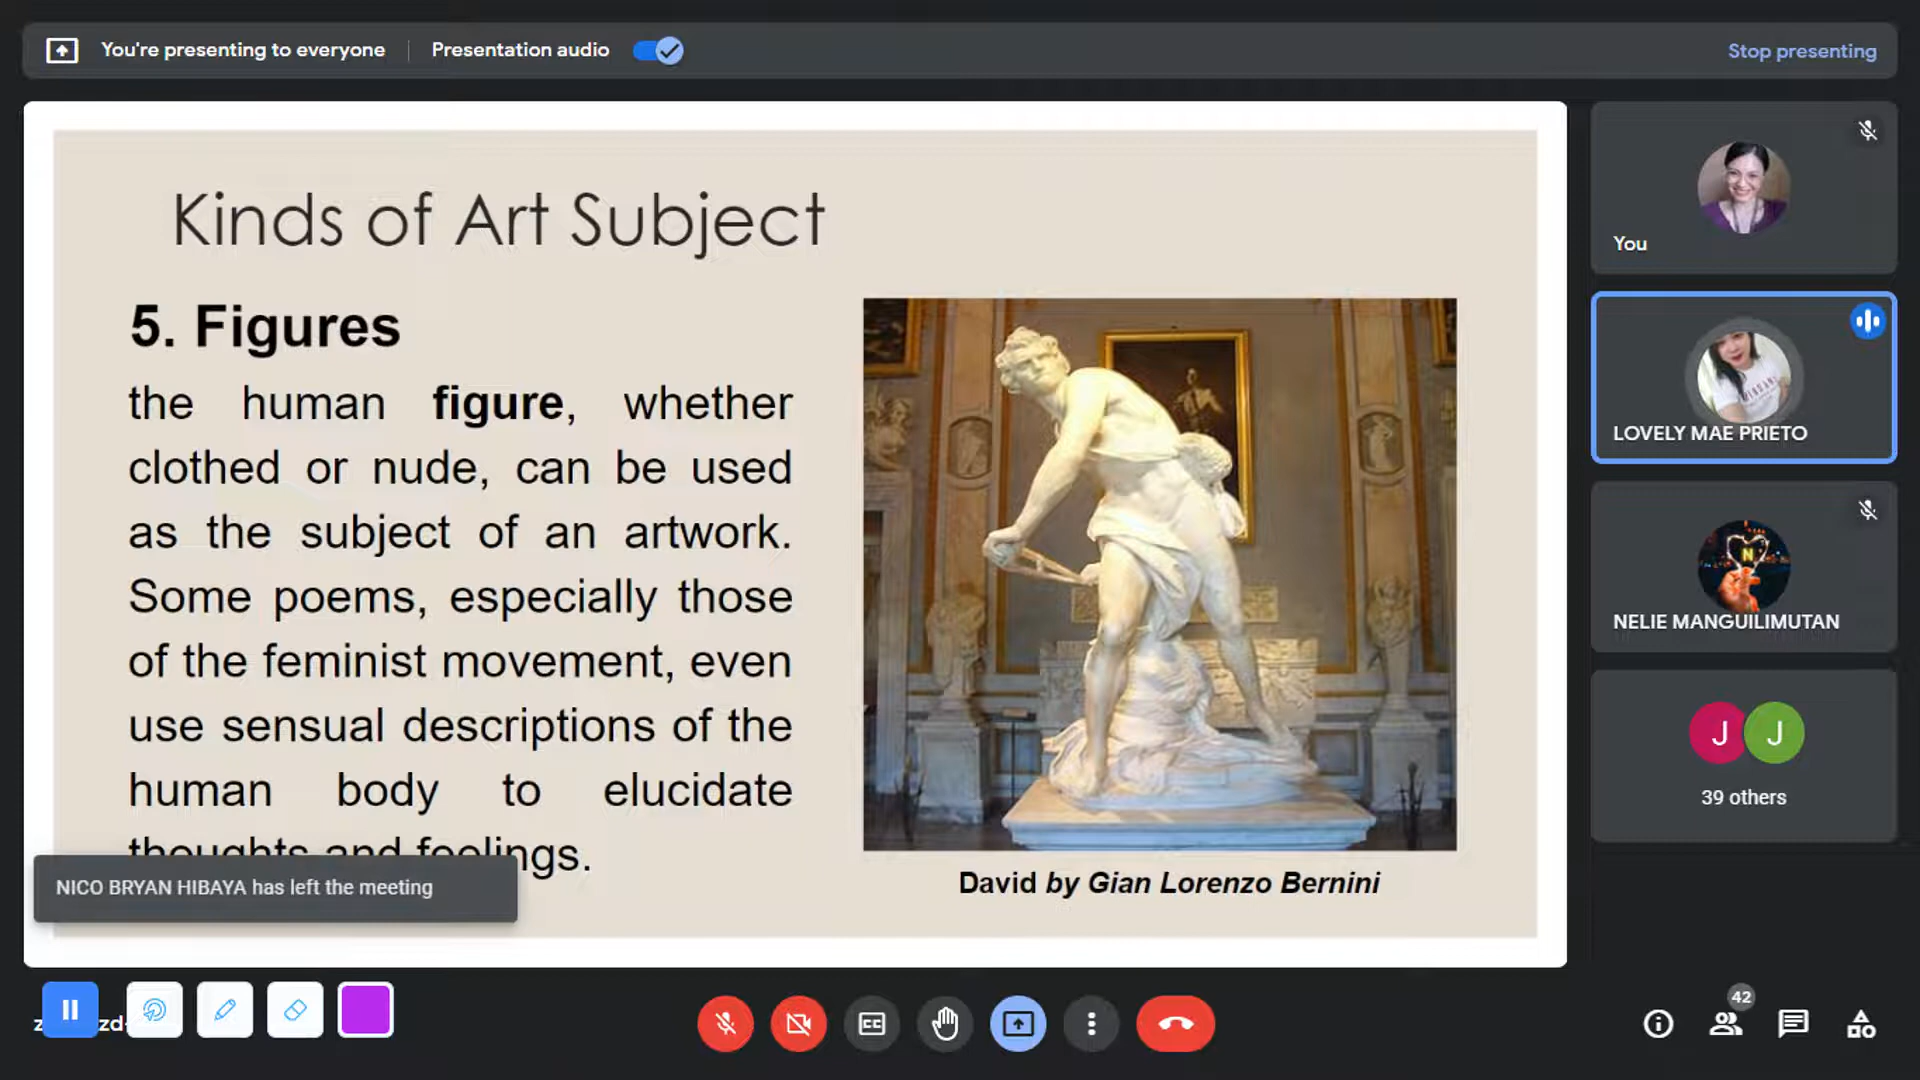 You're presenting to everyone
Presentation audio
Stop presenting
Kinds of Art Subject
5. Figures
the human figure, whether
clothed or nude, can be used
as the subject of an artwork.
Some poems, especially those
of the feminist movement, even
use sensual descriptions of the
human body to elucidate
thoughts and feelings.
David by Gian Lorenzo Bernini
NICO BRYAN HIBAYA has left the meeting
You
LOVELY MAE PRIETO
N
NELIE MANGUILIMUTAN
J J
39 others
CC
42